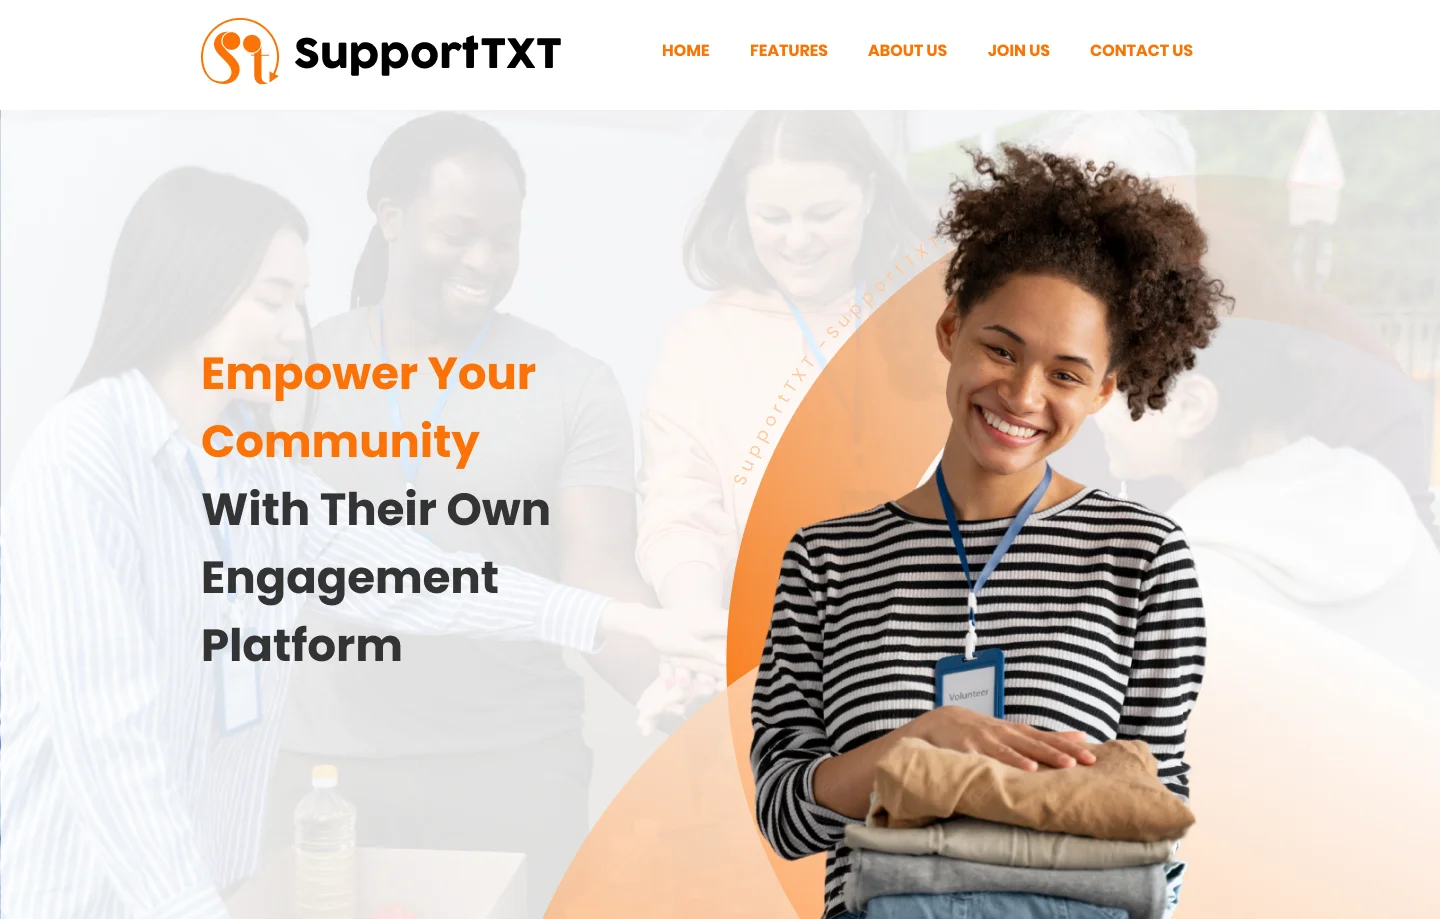 St
SupportTXT
HOME
FEATURES
ABOUT US
JOIN US
CONTACT US
SupportTXT - SupportTXT
Empower Your
Community
With Their Own
Engagement
Platform
Volunteer